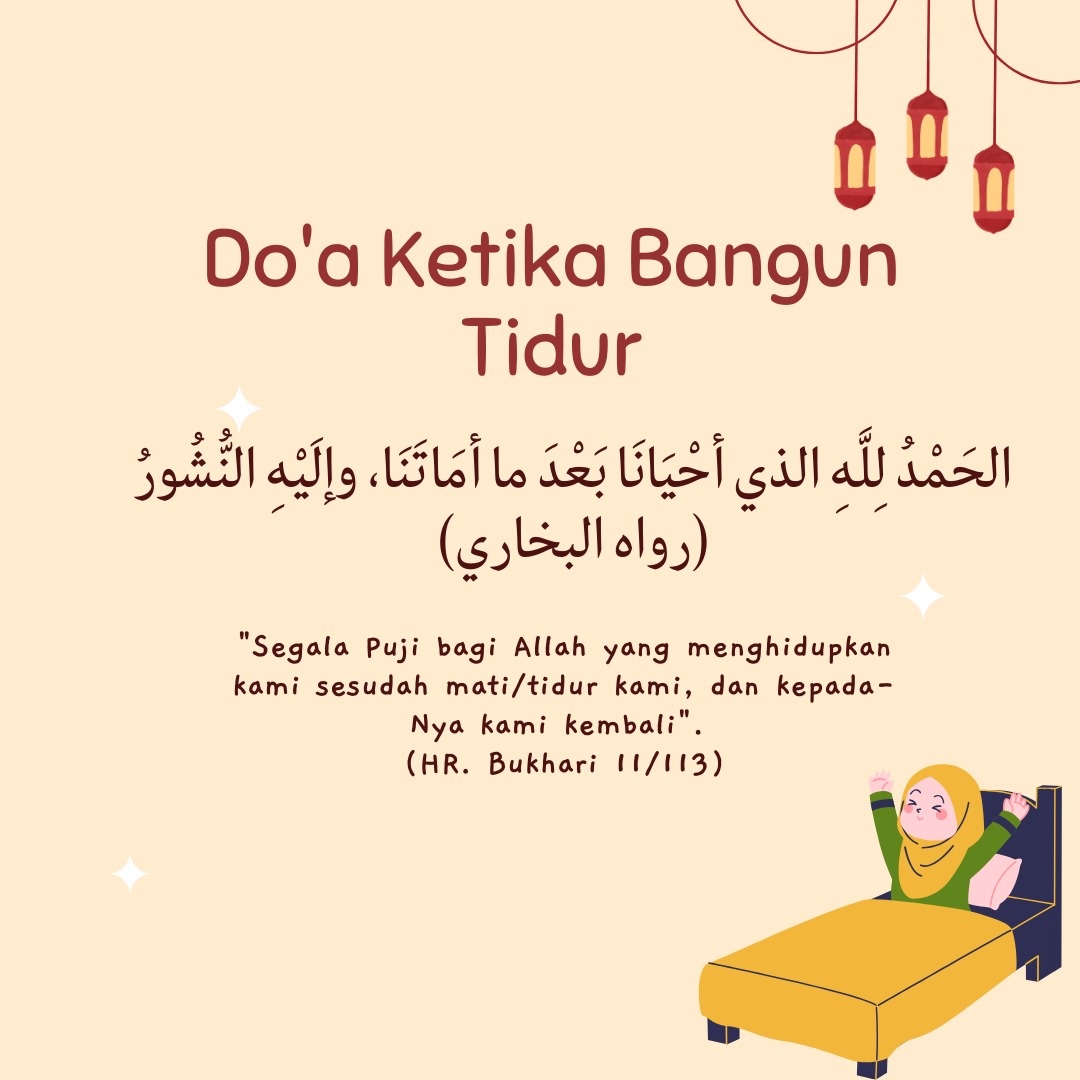 Do'a Ketika Bangun
Tidur
الحَمْدُ لِلَّهِ الذي أحْيَانَا بَعْدَ ما أمَاتَنَا، وإلَيْهِ النُّشُورُ
(رواه البخاري)
"Segala Puji bagi Allah yang menghidupkan
kami sesudah mati/tidur kami, dan kepada-
Nya kami kembali".
(HR. Bukhari 11/113)